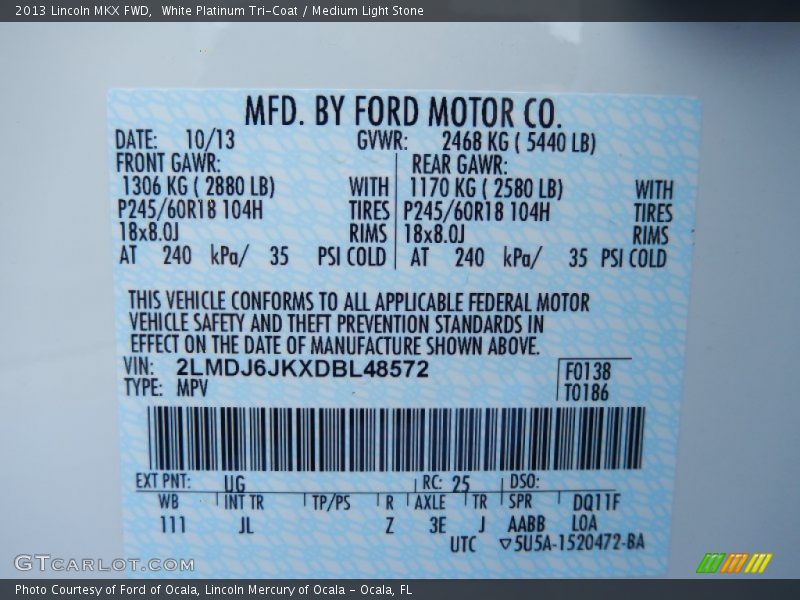 2013 Lincoln MKX FWD, White Platinum Tri-Coat / Medium Light Stone
MFD. BY FORD MOTOR CO.
DATE: 10/13 GVWR: 2468 KG ( 5440 LB)
FRONT GAWR: REAR GAWR:
1306 KG ( 2880 LB) WITH 1170 KG ( 2580 LB) WITH
P245/60R18 104H TIRES P245/60R18 104H TIRES
18x8.0J RIMS 18x8.0J RIMS
AT 240 kPa/ 35 PSI COLD AT 240 kPa/ 35 PSI COLD
THIS VEHICLE CONFORMS TO ALL APPLICABLE FEDERAL MOTOR
VEHICLE SAFETY AND THEFT PREVENTION STANDARDS IN
EFFECT ON THE DATE OF MANUFACTURE SHOWN ABOVE.
VIN: 2LMDJ6JKXDBL48572 F0138
TYPE: MPV T0186
EXT PNT: UG RC: 25 DSO:
WB INT TR TP/PS R AXLE TR SPR DQ11F
111 JL Z 3E J AABB LOA
UTC ▽5U5A-1520472-BA
GTCARLOT.COM
Photo Courtesy of Ford of Ocala, Lincoln Mercury of Ocala - Ocala, FL